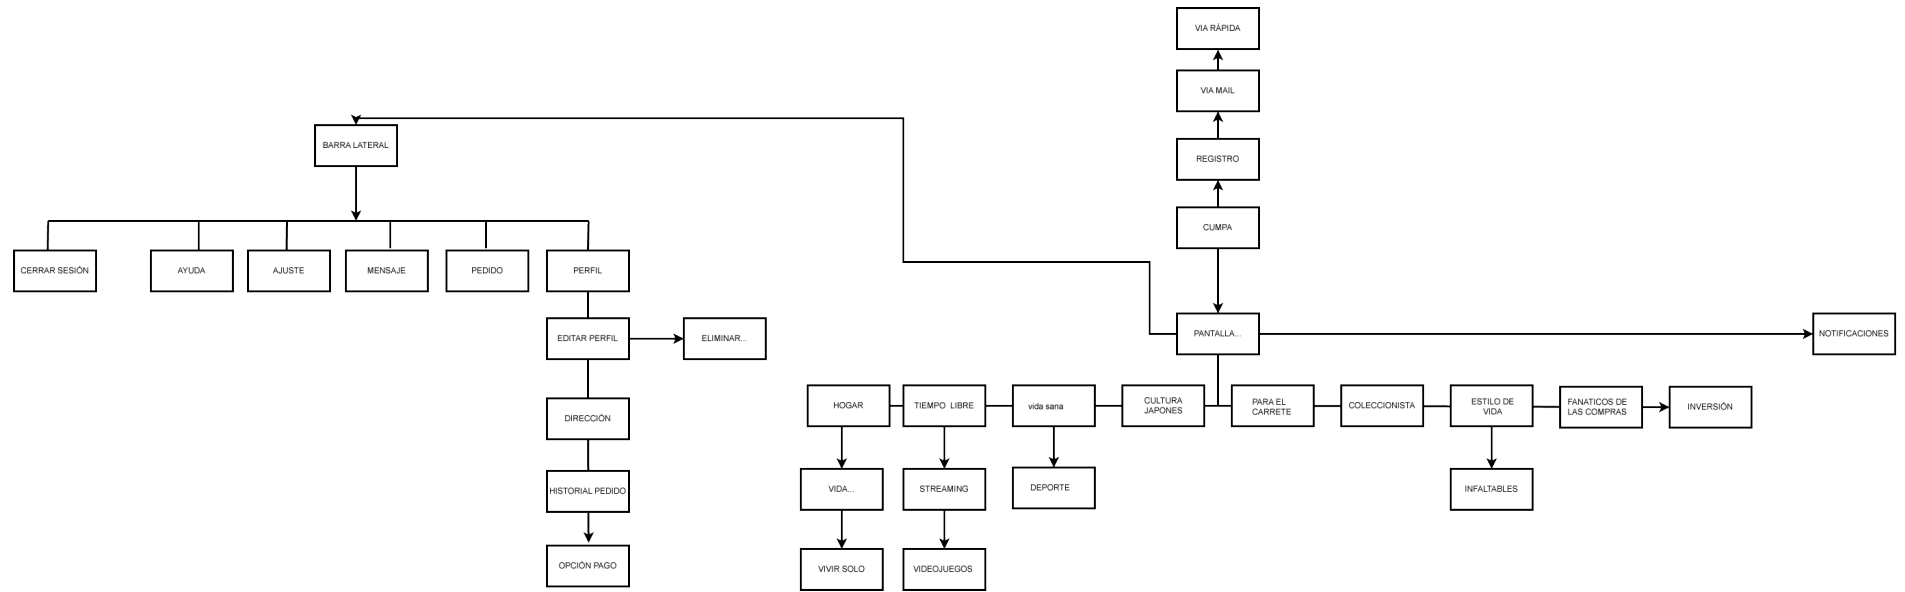 VIA RÁPIDA
VIA MAIL
BARRA LATERAL
REGISTRO
CUMPA
CERRAR SESIÓN
AYUDA
AJUSTE
MENSAJE
PEDIDO
PERFIL
EDITAR PERFIL
ELIMINAR...
PANTALLA...
NOTIFICACIONES
DIRECCIÓN
HISTORIAL PEDIDO
OPCIÓN PAGO
HOGAR
TIEMPO LIBRE
vida sana
CULTURA
JAPONES
PARA EL
CARRETE
COLECCIONISTA
ESTILO DE
VIDA
FANATICOS DE
LAS COMPRAS
INVERSIÓN
VIDA...
STREAMING
DEPORTE
INFALTABLES
VIVIR SOLO
VIDEOJUEGOS